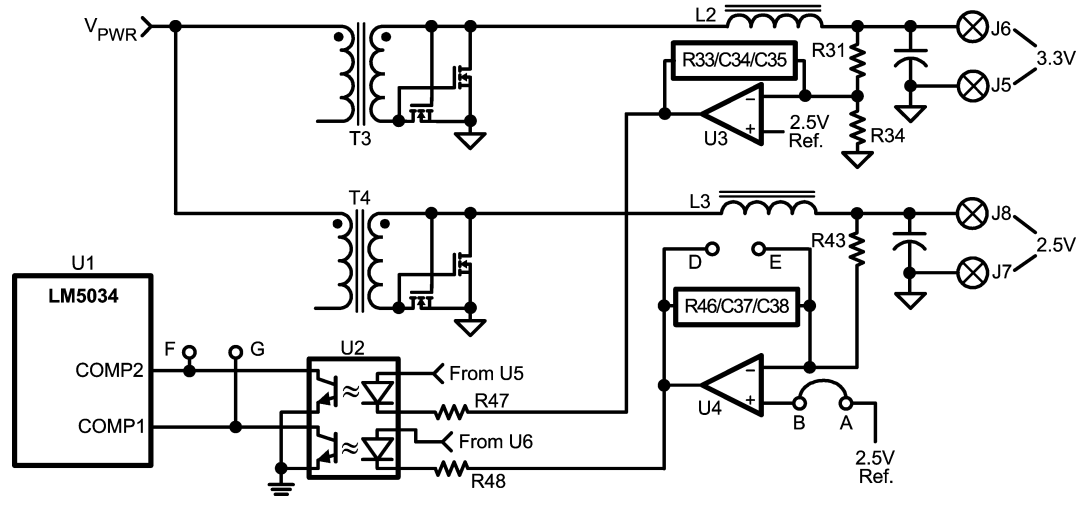 V PWR
L2
J6
R31
3.3V
R33/C34/C35
J5
−
+
U3
2.5V
Ref.
R34
T3
T4
L3
J8
R43
2.5V
D
E
J7
U1
LM5034
R46/C37/C38
F
G
U2
COMP2
From U5
−
+
U4
R47
B
A
COMP1
From U6
2.5V
Ref.
R48